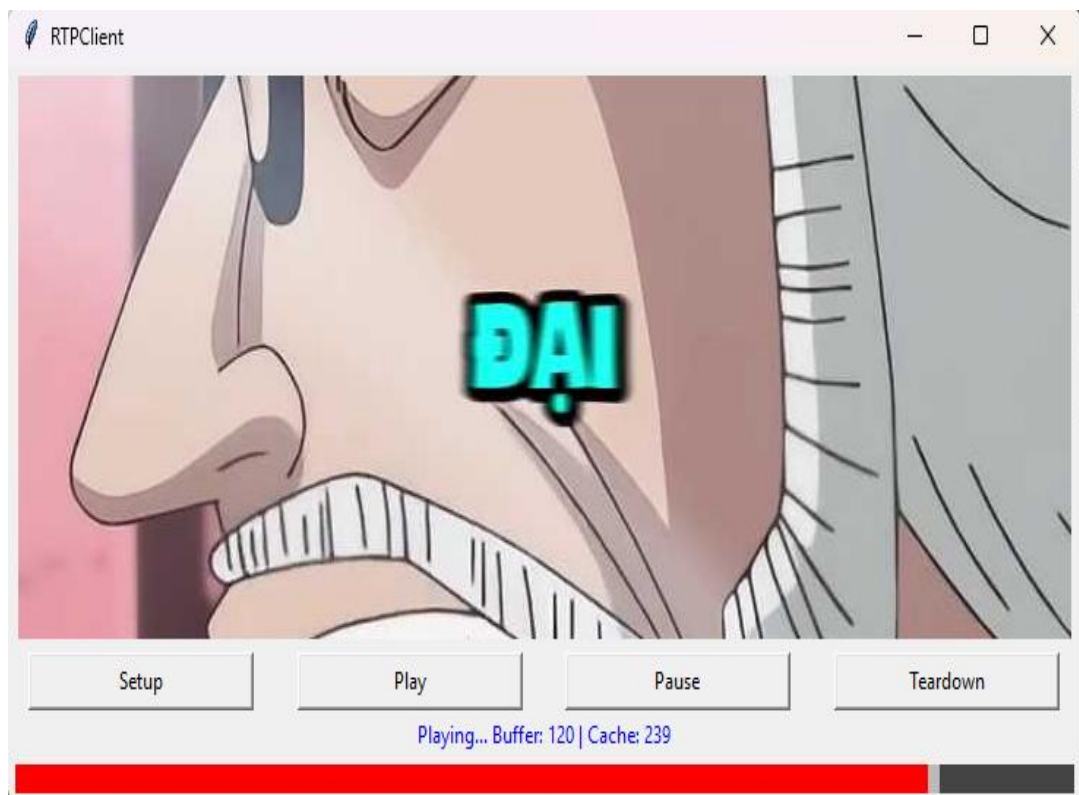 RTPClient
ĐẠI
Setup Play Pause Teardown
Playing... Buffer: 120 | Cache: 239